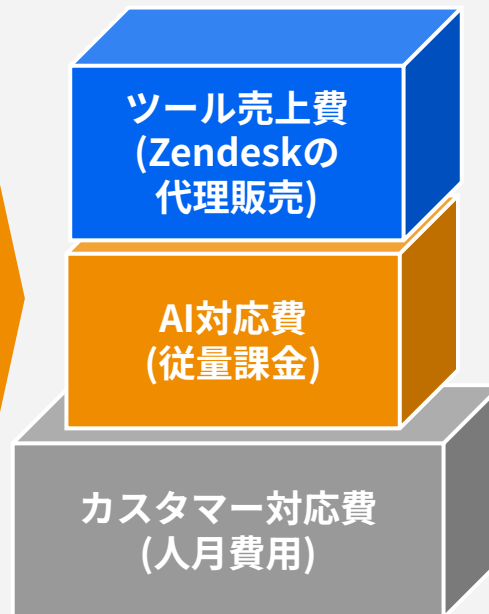 ツール売上費
(Zendeskの
代理販売)
AI対応費
(従量課金)
カスタマー対応費
(人月費用)